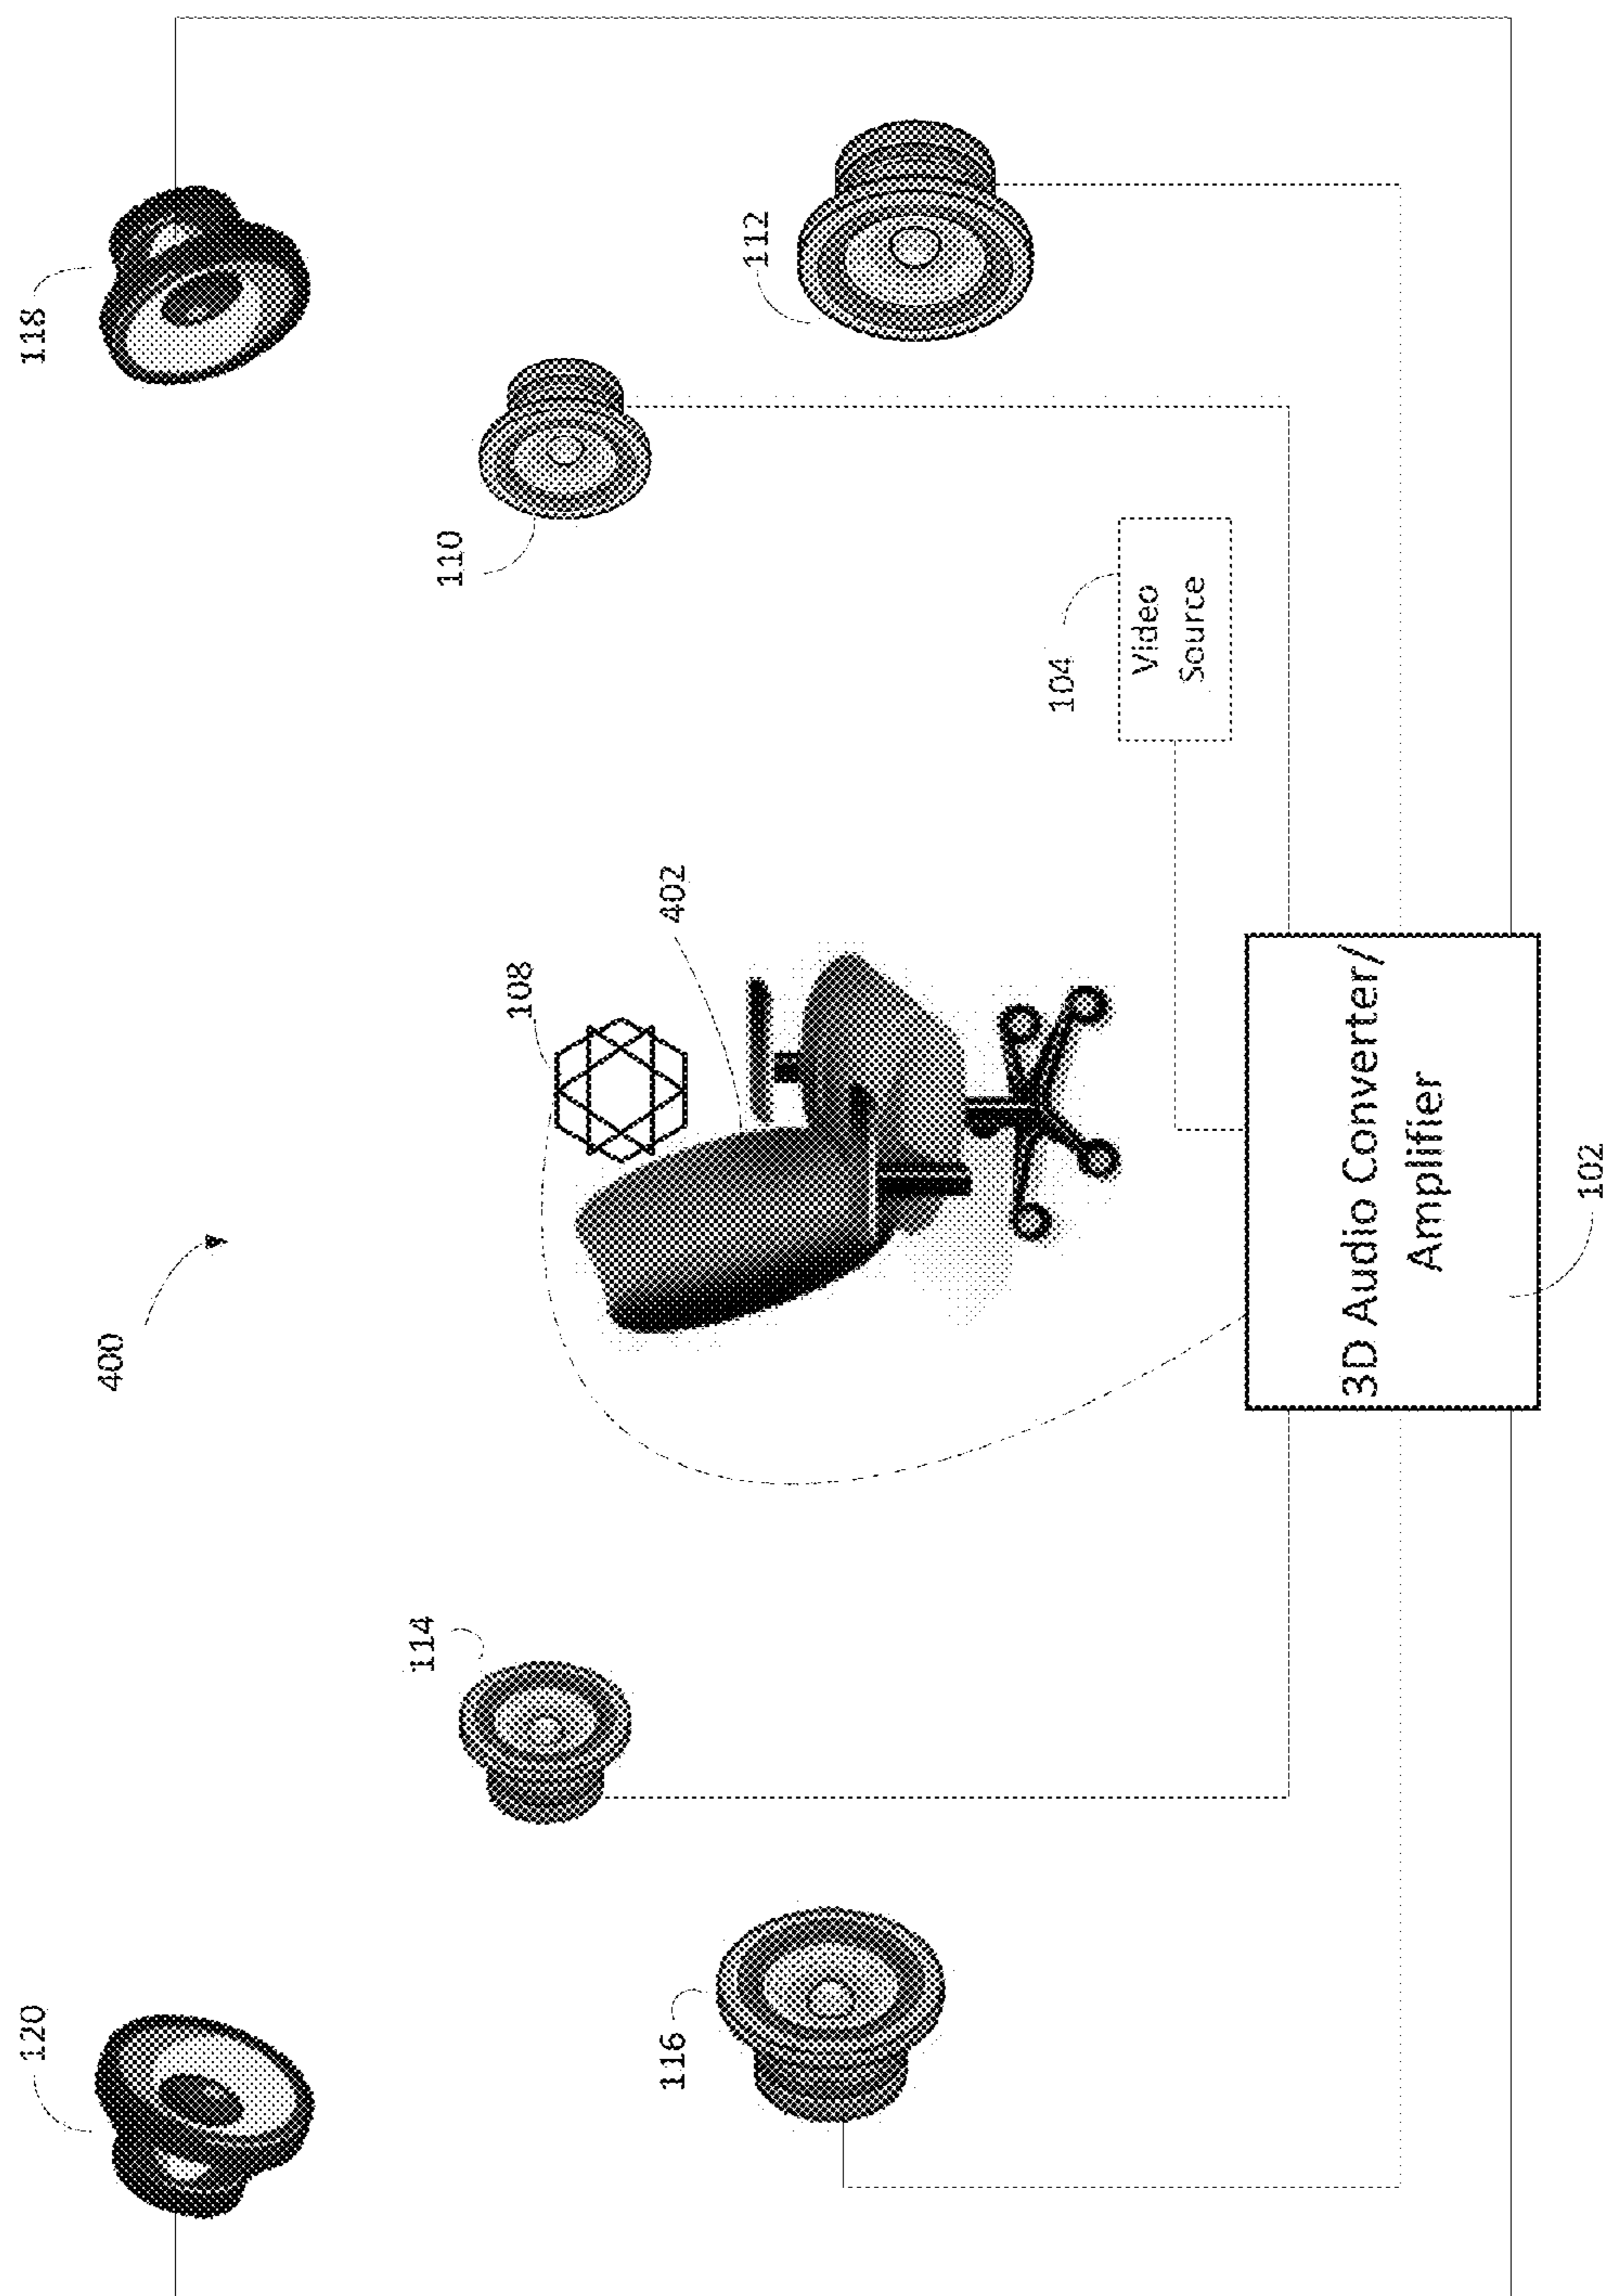 120
118
400
114
110
108
116
402
112
104
Video
Source
3D Audio Converter/
Amplifier
102